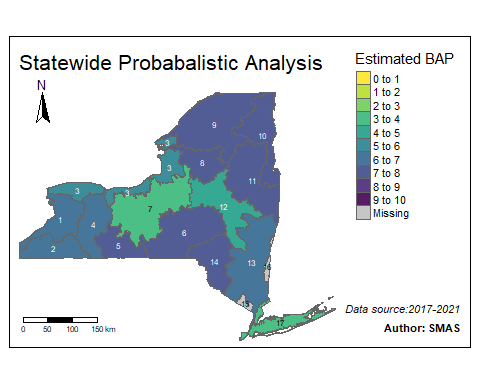 Statewide Probabalistic Analysis
Estimated BAP
N
0 to 1
1 to 2
2 to 3
3 to 4
4 to 5
5 to 6
6 to 7
7 to 8
8 to 9
9 to 10
Missing
9
10
3
8
3
11
3
3
7
12
1
4
6
2
5
13
14
17
Data source:2017-2021
0 50 100 150 km
Author: SMAS